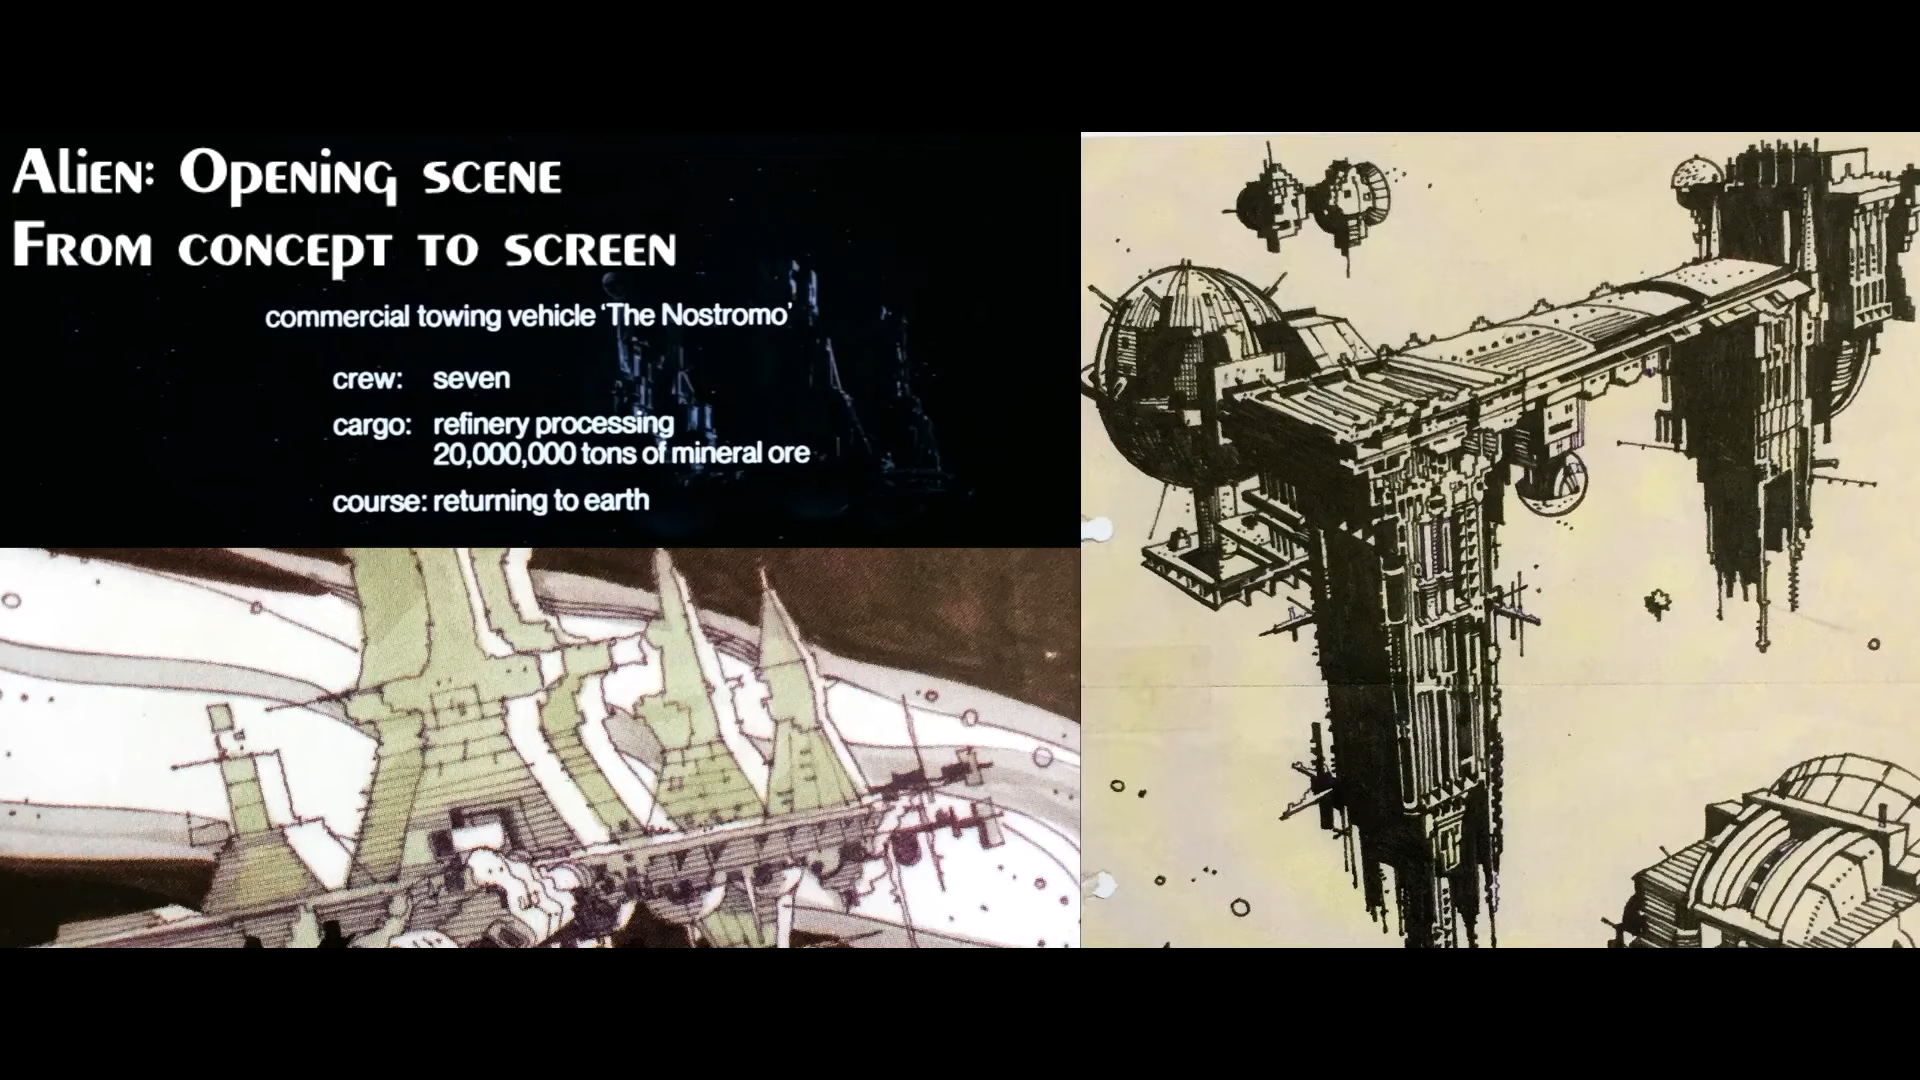 Alien: Opening scene
From concept to screen
commercial towing vehicle ‘The Nostromo’
crew: seven
cargo: refinery processing
20,000,000 tons of mineral ore
course: returning to earth